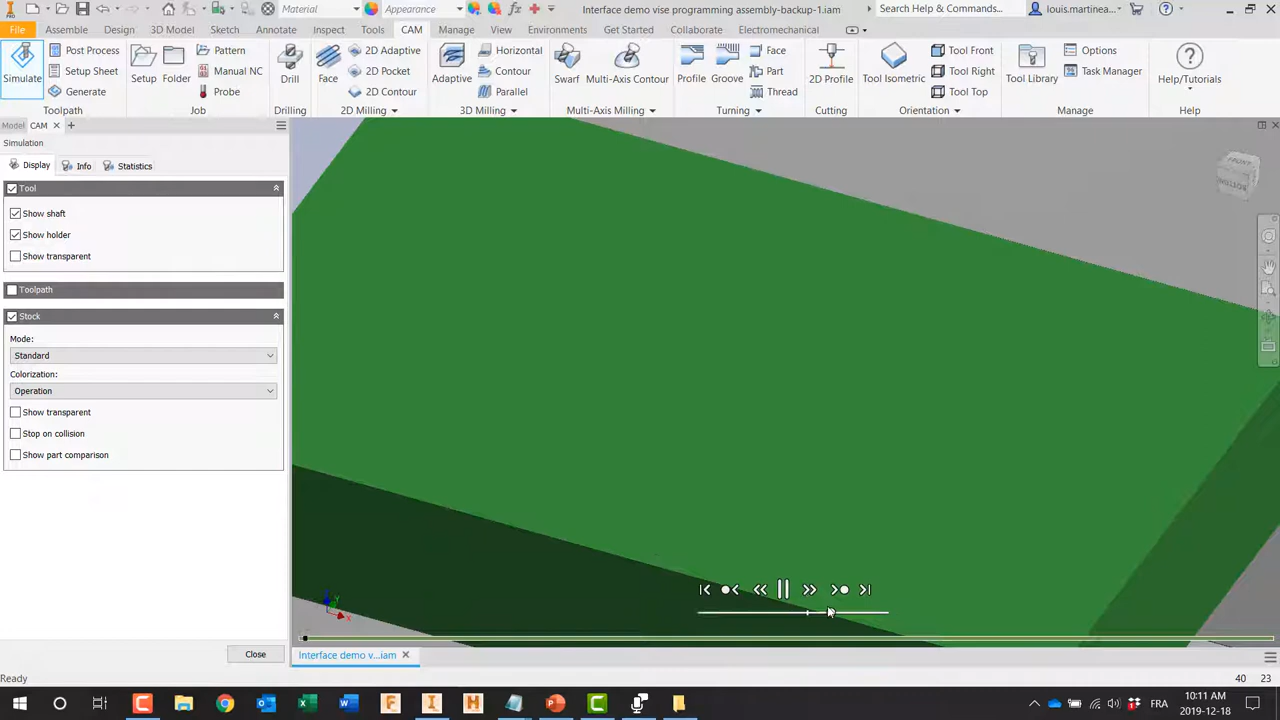 Material
Appearance
Interface demo vise programming assembly-backup-1.iam
Search Help & Commands...
louis.martinea...
File
Assemble
Design
3D Model
Sketch
Annotate
Inspect
Tools
CAM
Manage
View
Environments
Get Started
Collaborate
Electromechanical
Simulate
Post Process
Setup Sheet
Generate
Toolpath
Setup
Folder
Pattern
Manual NC
Probe
Job
Drill
Drilling
Face
2D Adaptive
2D Pocket
2D Contour
2D Milling
Adaptive
Horizontal
Contour
Parallel
3D Milling
Swarf
Multi-Axis Contour
Multi-Axis Milling
Profile
Groove
Face
Part
Thread
Turning
2D Profile
Cutting
Tool Isometric
Tool Front
Tool Right
Tool Top
Orientation
Tool Library
Options
Task Manager
Manage
Help/Tutorials
Help
Model
CAM
Simulation
Display
Info
Statistics
Tool
Show shaft
Show holder
Show transparent
Toolpath
Stock
Mode:
Standard
Colorization:
Operation
Show transparent
Stop on collision
Show part comparison
Close
FRONT
BOTTOM
Y
X
Interface demo v...iam
Ready
40 23
FRA
10:11 AM
2019-12-18